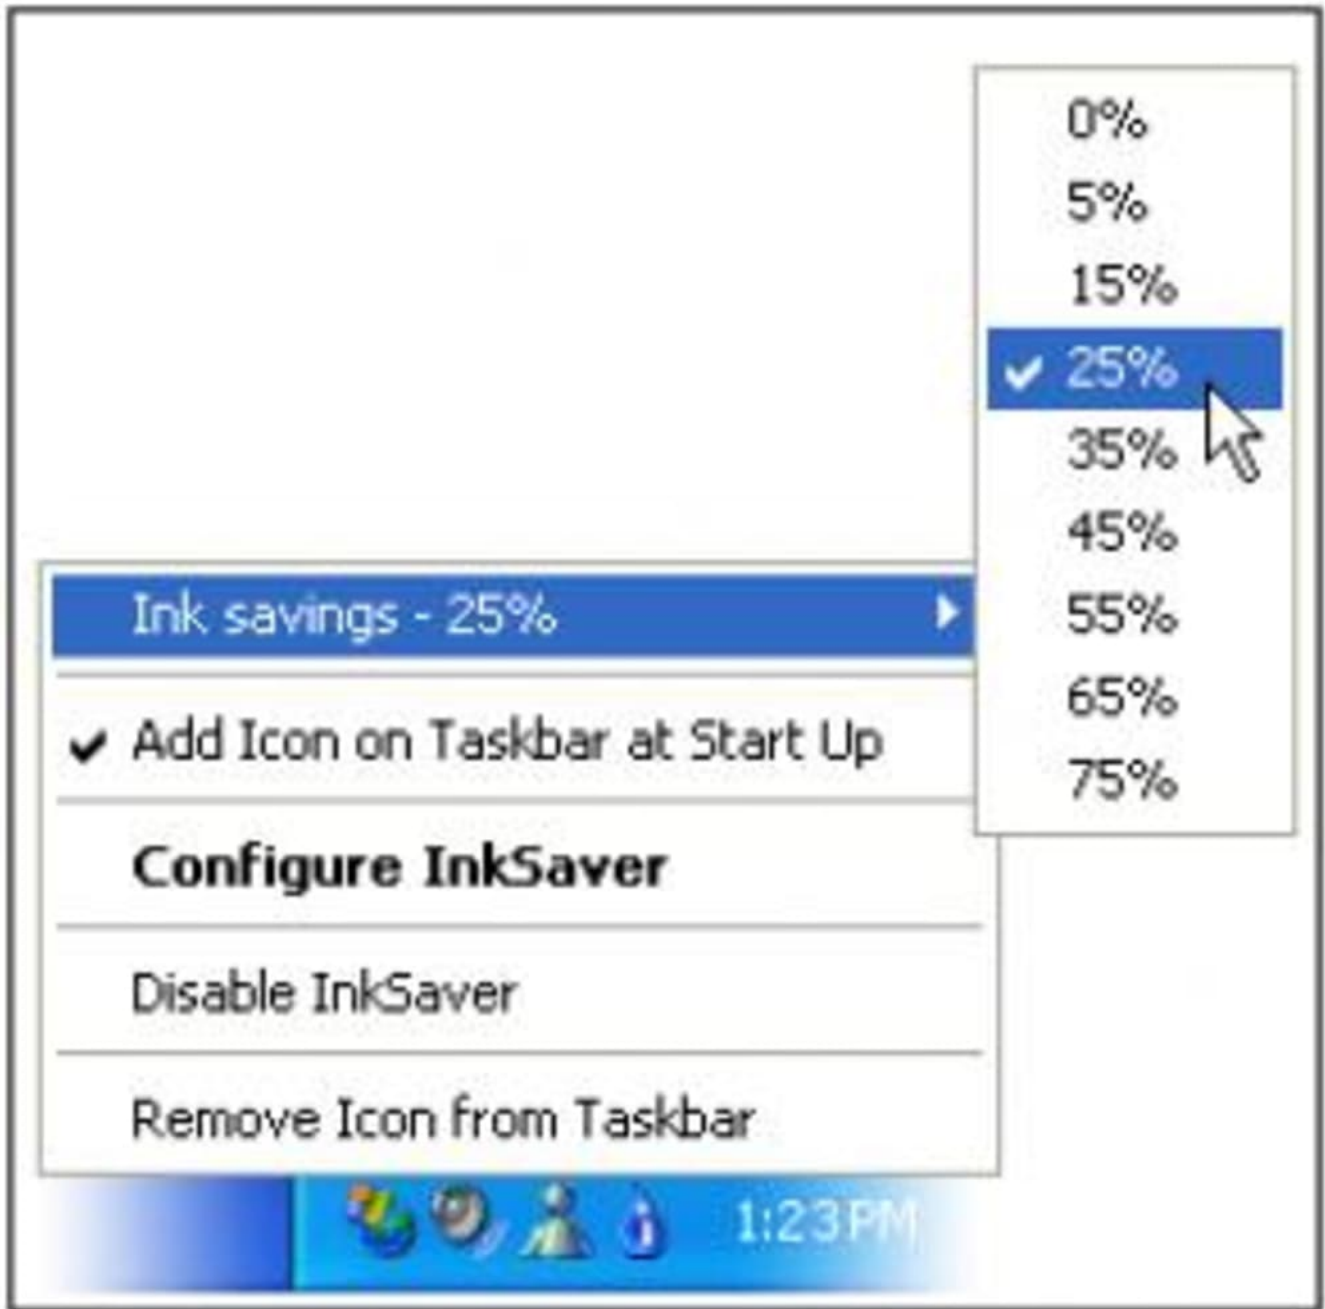 0%
5%
15%
25%
35%
45%
55%
65%
75%
Ink savings - 25%
Add Icon on Taskbar at Start Up
Configure InkSaver
Disable InkSaver
Remove Icon from Taskbar
1:23PM